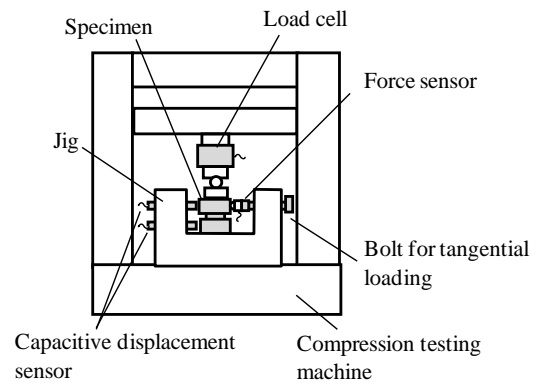 Specimen
Load cell
Force sensor
Jig
Bolt for tangential
loading
Capacitive displacement
sensor
Compression testing
machine